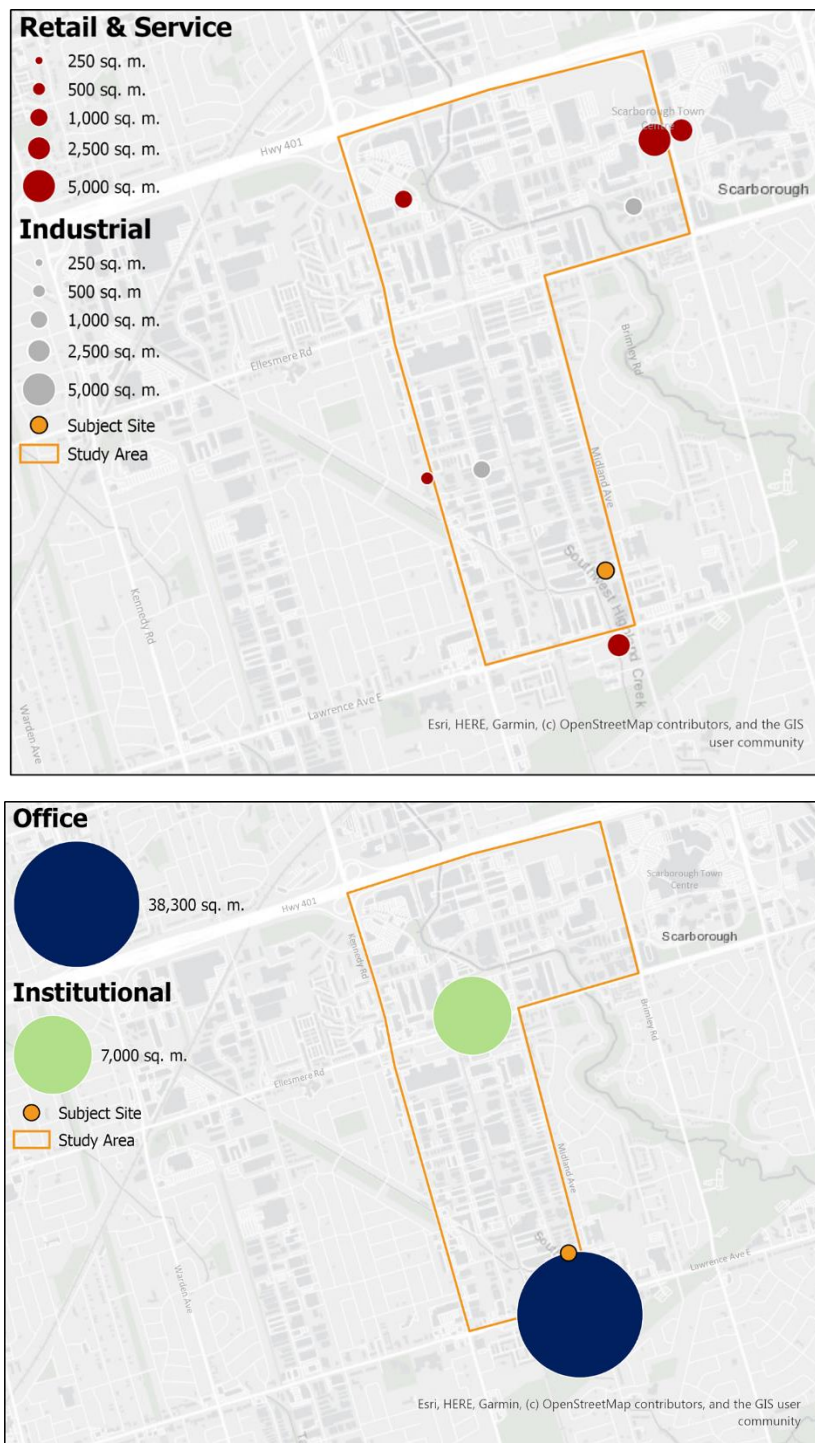 Retail & Service
250 sq. m.
500 sq. m.
1,000 sq. m.
2,500 sq. m.
5,000 sq. m.
Industrial
250 sq. m.
500 sq. m
1,000 sq. m.
2,500 sq. m.
5,000 sq. m.
Subject Site
Study Area
Hwy 401
Scarborough Town
Centre
Scarborough
Ellesmere Rd
Brimley Rd
Midland Ave
Southwest Highland Creek
Kennedy Rd
Lawrence Ave E
Warden Ave
Esri, HERE, Garmin, (c) OpenStreetMap contributors, and the GIS
user community
Office
38,300 sq. m.
Institutional
7,000 sq. m.
Subject Site
Study Area
Hwy 401
Kennedy Rd
Scarborough Town
Centre
Scarborough
Brimley Rd
Ellesmere Rd
Midland Ave
Lawrence Ave E
Warden Ave
Esri, HERE, Garmin, (c) OpenStreetMap contributors, and the GIS user
community